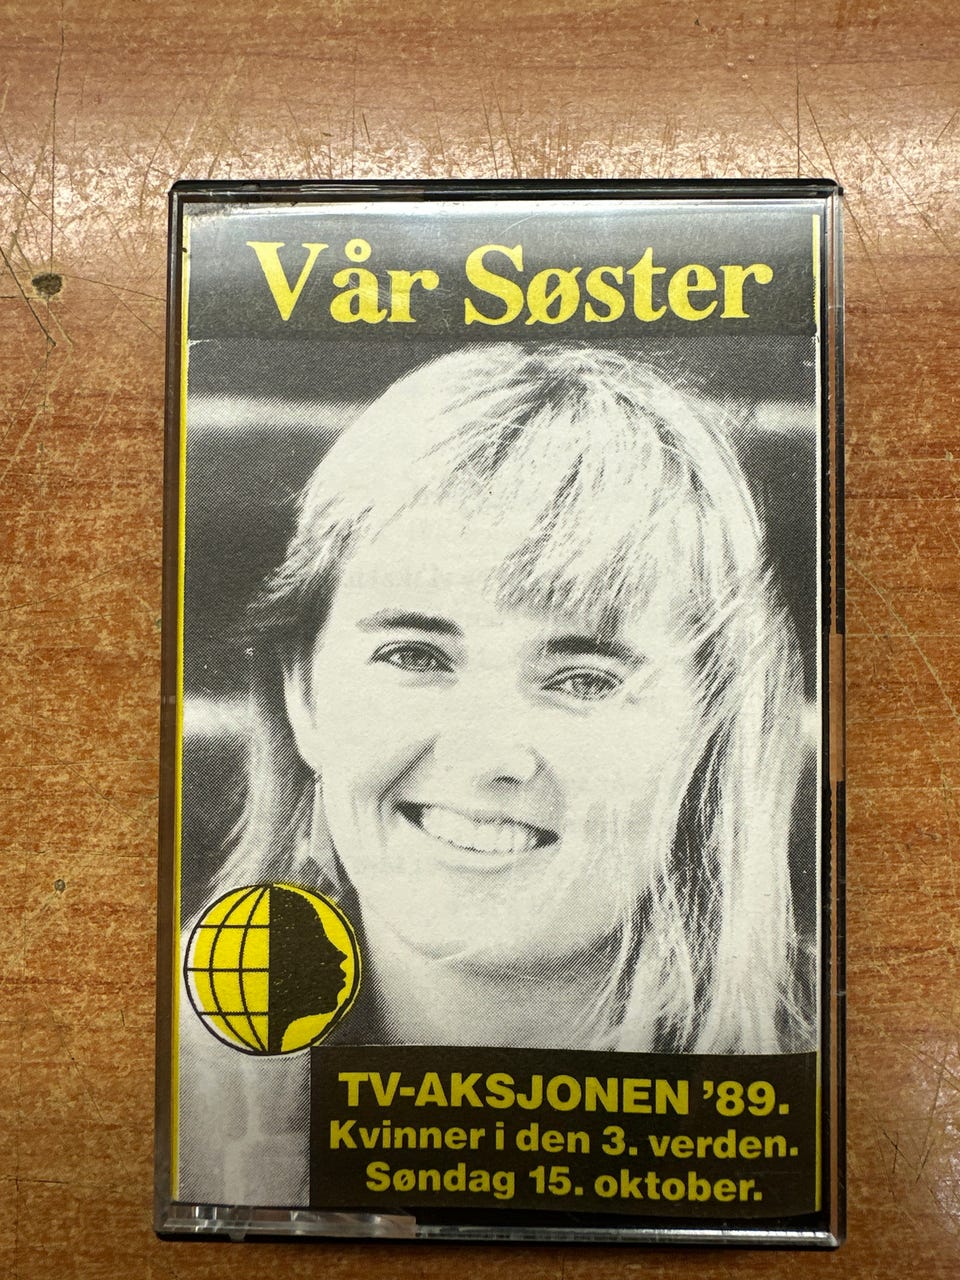 Vår Søster
TV-AKSJONEN ’89.
Kvinner i den 3. verden.
Søndag 15. oktober.